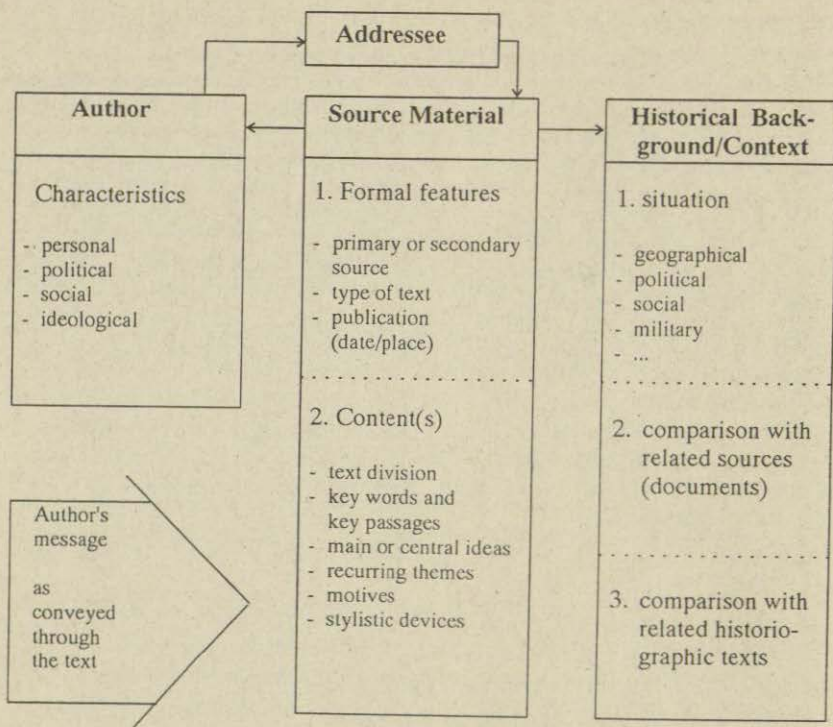 Addressee
Author
Characteristics
- personal
- political
- social
- ideological
Author's
message
as
conveyed
through
the text
Source Material
1. Formal features
- primary or secondary
source
- type of text
- publication
(date/place)
2. Content(s)
- text division
- key words and
key passages
- main or central ideas
- recurring themes
- motives
- stylistic devices
Historical Back-
ground/Context
1. situation
- geographical
- political
- social
- military
- ...
2. comparison with
related sources
(documents)
3. comparison with
related historio-
graphic texts